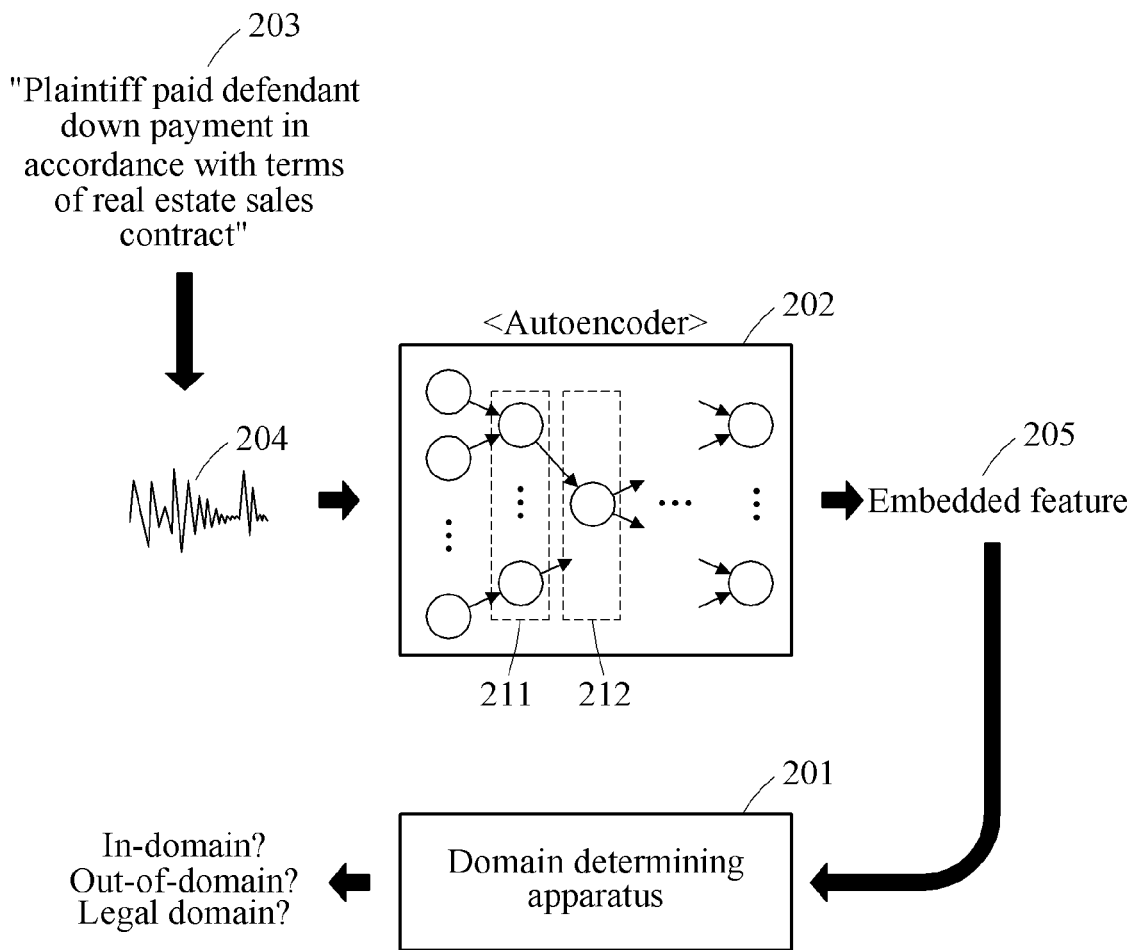 203
"Plaintiff paid defendant
down payment in
accordance with terms
of real estate sales
contract"
<Autoencoder>
202
204
205
Embedded feature
211
212
201
In-domain?
Out-of-domain?
Legal domain?
Domain determining
apparatus